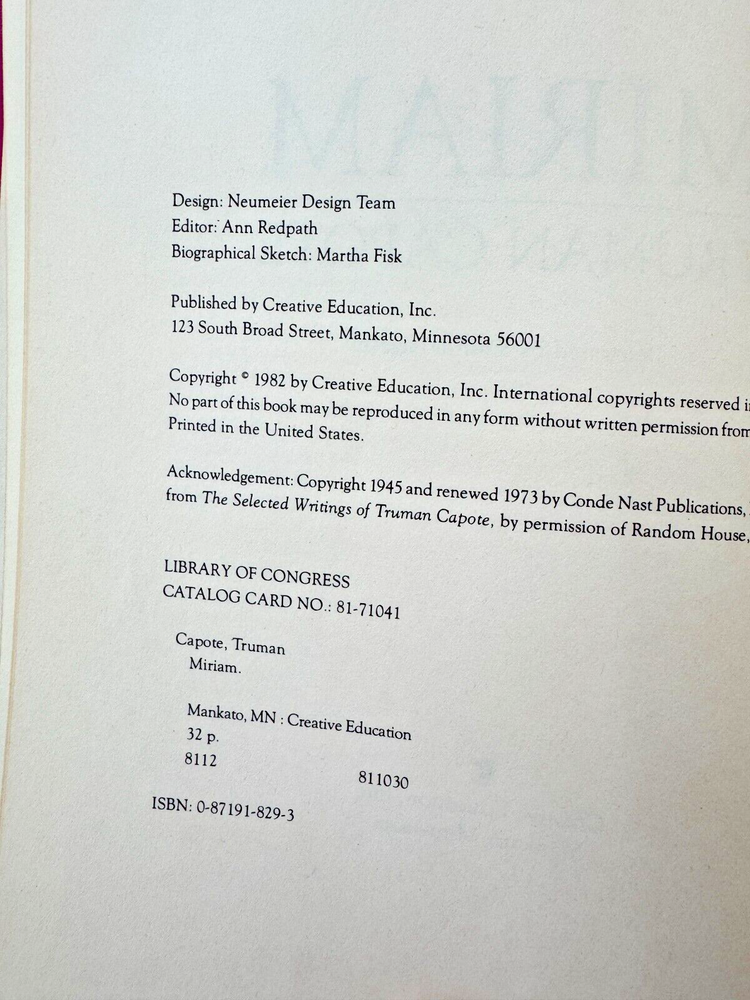 Design: Neumeier Design Team
Editor: Ann Redpath
Biographical Sketch: Martha Fisk
Published by Creative Education, Inc.
123 South Broad Street, Mankato, Minnesota 56001
Copyright © 1982 by Creative Education, Inc. International copyrights reserved
No part of this book may be reproduced in any form without written permission from
Printed in the United States.
Acknowledgement: Copyright 1945 and renewed 1973 by Conde Nast Publications,
from The Selected Writings of Truman Capote, by permission of Random House,
LIBRARY OF CONGRESS
CATALOG CARD NO.: 81-71041
Capote, Truman
Miriam.
Mankato, MN : Creative Education
32 p.
8112 811030
ISBN: 0-87191-829-3